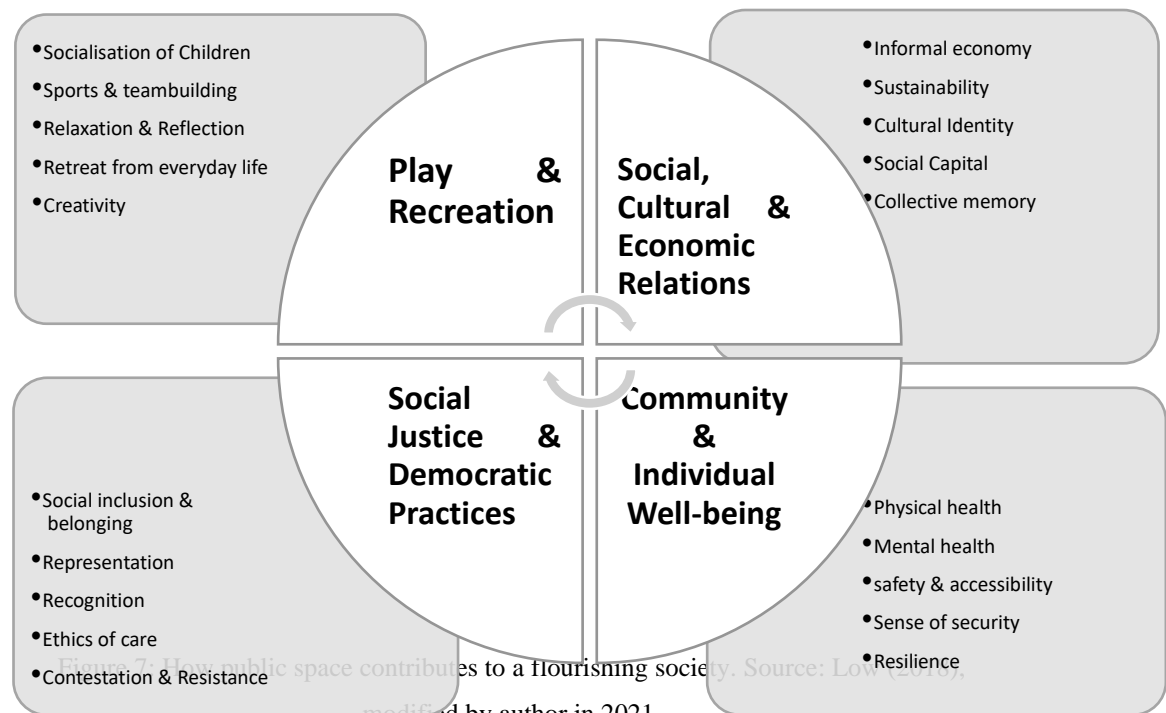 •Socialisation of Children
•Sports & teambuilding
•Relaxation & Reflection
•Retreat from everyday life
•Creativity
Play &
Recreation
Social,
Cultural &
Economic
Relations
•Informal economy
•Sustainability
•Cultural Identity
•Social Capital
•Collective memory
Social
Justice &
Democratic
Practices
•Social inclusion &
belonging
•Representation
•Recognition
•Ethics of care
•Contestation & Resistance
Community
&
Individual
Well-being
•Physical health
•Mental health
•safety & accessibility
•Sense of security
•Resilience
Figure 7: How public space contributes to a flourishing society. Source: Low (2018),
modified by author in 2021